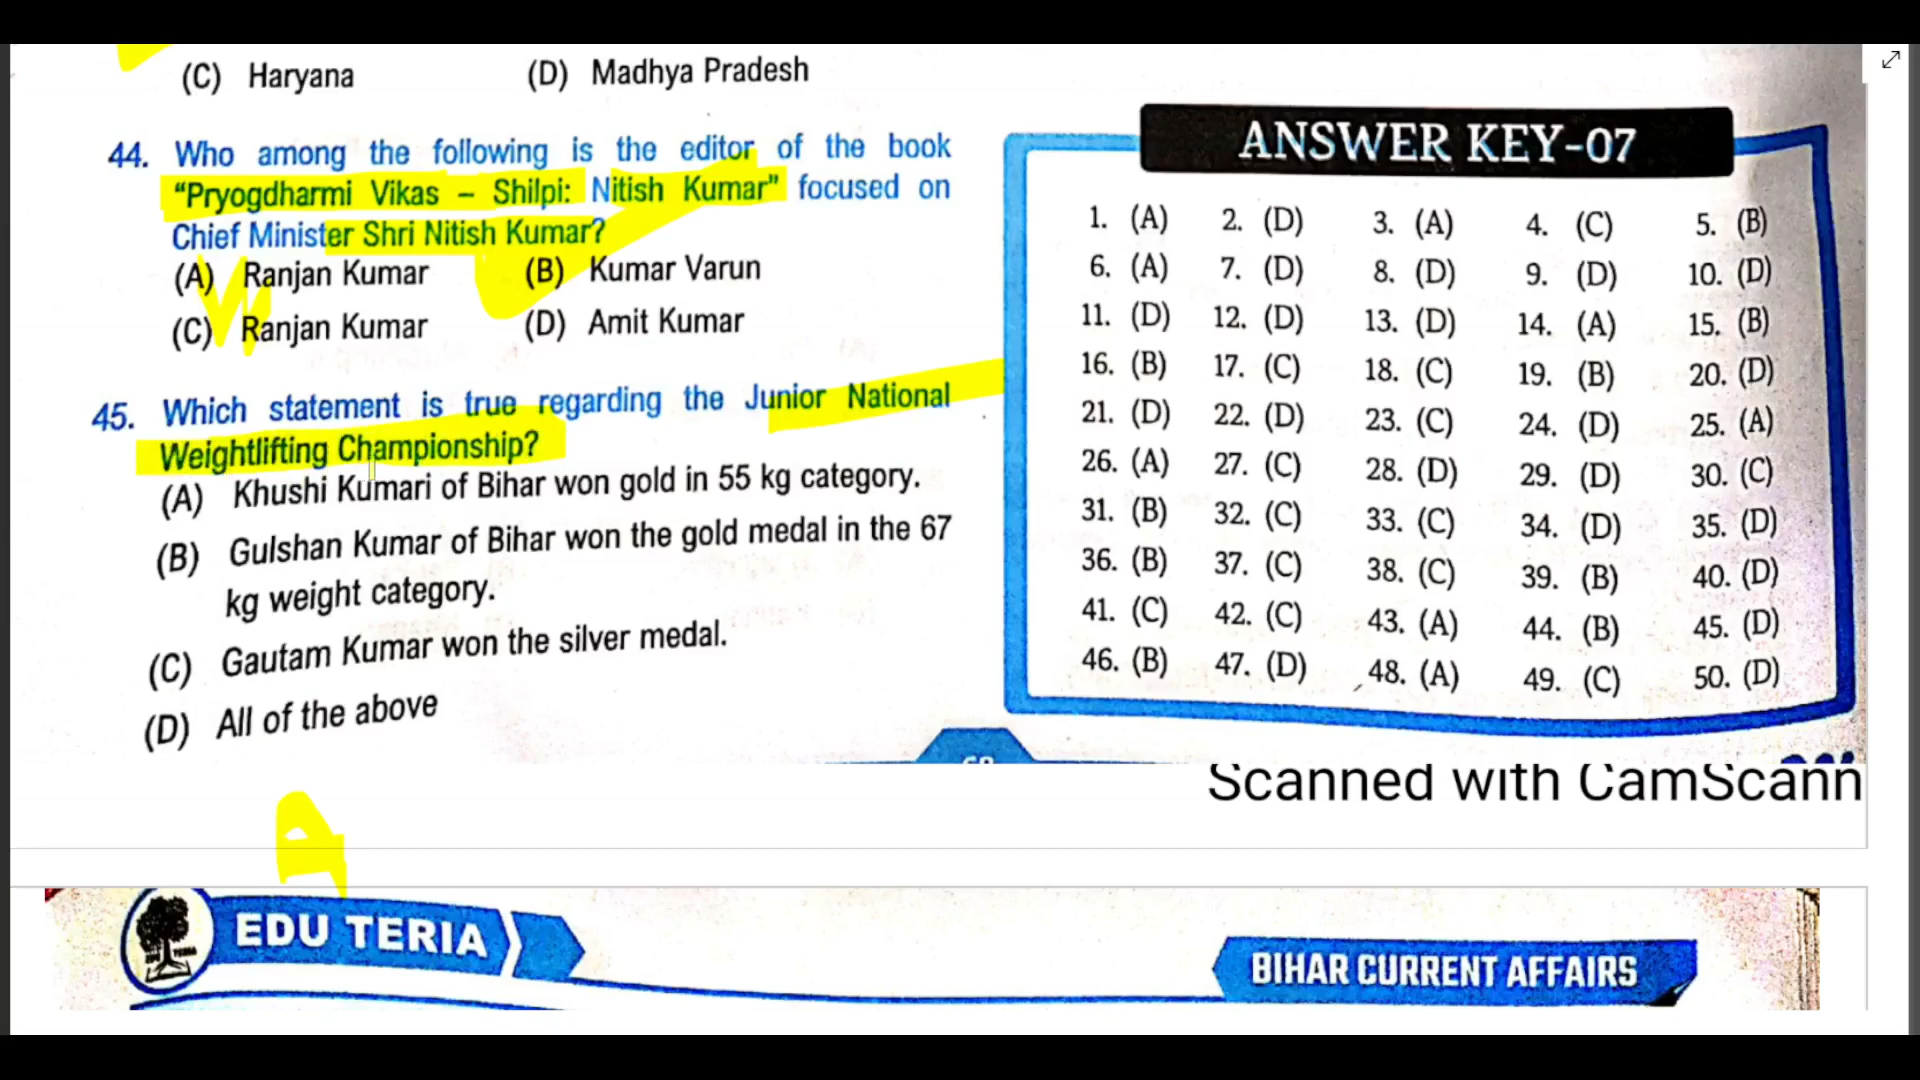 (C) Haryana (D) Madhya Pradesh
44. Who among the following is the editor of the book
“Pryogdharmi Vikas – Shilpi: Nitish Kumar” focused on
Chief Minister Shri Nitish Kumar?
(A) Ranjan Kumar (B) Kumar Varun
(C) Ranjan Kumar (D) Amit Kumar
45. Which statement is true regarding the Junior National
Weightlifting Championship?
(A) Khushi Kumari of Bihar won gold in 55 kg category.
(B) Gulshan Kumar of Bihar won the gold medal in the 67
kg weight category.
(C) Gautam Kumar won the silver medal.
(D) All of the above
ANSWER KEY-07
1. (A) 2. (D) 3. (A) 4. (C) 5. (B)
6. (A) 7. (D) 8. (D) 9. (D) 10. (D)
11. (D) 12. (D) 13. (D) 14. (A) 15. (B)
16. (B) 17. (C) 18. (C) 19. (B) 20. (D)
21. (D) 22. (D) 23. (C) 24. (D) 25. (A)
26. (A) 27. (C) 28. (D) 29. (D) 30. (C)
31. (B) 32. (C) 33. (C) 34. (D) 35. (D)
36. (B) 37. (C) 38. (C) 39. (B) 40. (D)
41. (C) 42. (C) 43. (A) 44. (B) 45. (D)
46. (B) 47. (D) 48. (A) 49. (C) 50. (D)
Scanned with CamScann
EDU TERIA
BIHAR CURRENT AFFAIRS